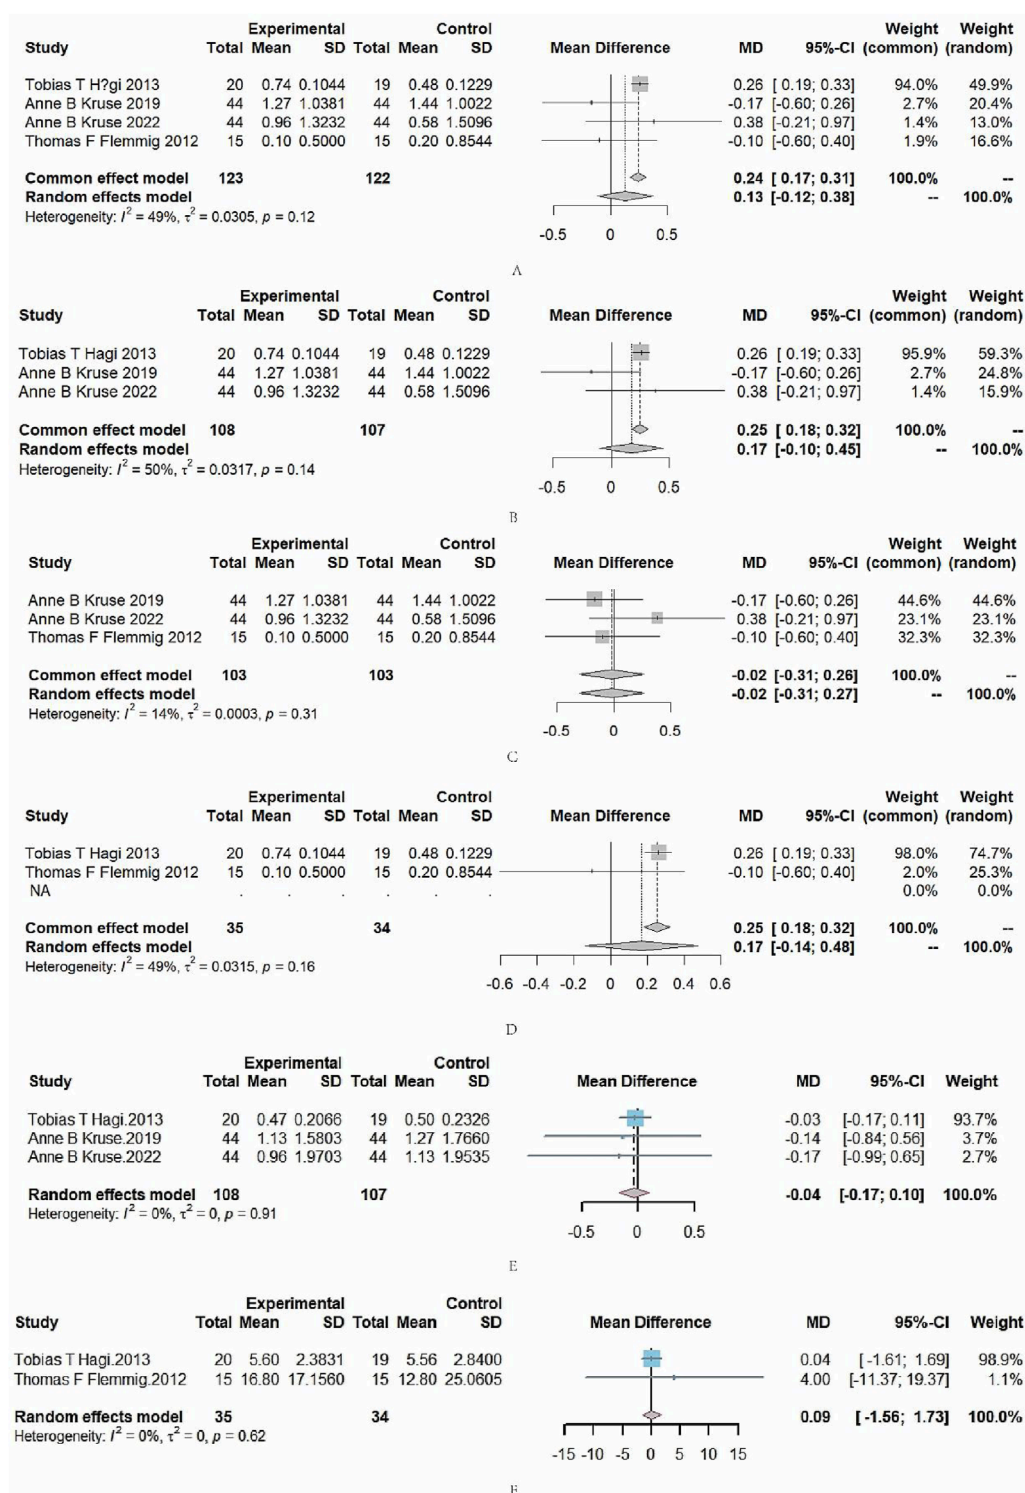 Experimental Control Weight Weight
Study Total Mean SD Total Mean SD Mean Difference MD 95%-CI (common) (random)
Tobias T H?gi 2013 20 0.74 0.1044 19 0.48 0.1229 0.26 [ 0.19; 0.33] 94.0% 49.9%
Anne B Kruse 2019 44 1.27 1.0381 44 1.44 1.0022 -0.17 [-0.60; 0.26] 2.7% 20.4%
Anne B Kruse 2022 44 0.96 1.3232 44 0.58 1.5096 0.38 [-0.21; 0.97] 1.4% 13.0%
Thomas F Flemmig 2012 15 0.10 0.5000 15 0.20 0.8544 -0.10 [-0.60; 0.40] 1.9% 16.6%
Common effect model 123 122 0.24 [ 0.17; 0.31] 100.0% --
Random effects model 0.13 [-0.12; 0.38] -- 100.0%
Heterogeneity: I² = 49%, τ² = 0.0305, p = 0.12
-0.5 0 0.5
A
Experimental Control Weight Weight
Study Total Mean SD Total Mean SD Mean Difference MD 95%-CI (common) (random)
Tobias T Hagi 2013 20 0.74 0.1044 19 0.48 0.1229 0.26 [ 0.19; 0.33] 95.9% 59.3%
Anne B Kruse 2019 44 1.27 1.0381 44 1.44 1.0022 -0.17 [-0.60; 0.26] 2.7% 24.8%
Anne B Kruse 2022 44 0.96 1.3232 44 0.58 1.5096 0.38 [-0.21; 0.97] 1.4% 15.9%
Common effect model 108 107 0.25 [ 0.18; 0.32] 100.0% --
Random effects model 0.17 [-0.10; 0.45] -- 100.0%
Heterogeneity: I² = 50%, τ² = 0.0317, p = 0.14
-0.5 0 0.5
B
Experimental Control Weight Weight
Study Total Mean SD Total Mean SD Mean Difference MD 95%-CI (common) (random)
Anne B Kruse 2019 44 1.27 1.0381 44 1.44 1.0022 -0.17 [-0.60; 0.26] 44.6% 44.6%
Anne B Kruse 2022 44 0.96 1.3232 44 0.58 1.5096 0.38 [-0.21; 0.97] 23.1% 23.1%
Thomas F Flemmig 2012 15 0.10 0.5000 15 0.20 0.8544 -0.10 [-0.60; 0.40] 32.3% 32.3%
Common effect model 103 103 -0.02 [-0.31; 0.26] 100.0% --
Random effects model -0.02 [-0.31; 0.27] -- 100.0%
Heterogeneity: I² = 14%, τ² = 0.0003, p = 0.31
-0.5 0 0.5
C
Experimental Control Weight Weight
Study Total Mean SD Total Mean SD Mean Difference MD 95%-CI (common) (random)
Tobias T Hagi 2013 20 0.74 0.1044 19 0.48 0.1229 0.26 [ 0.19; 0.33] 98.0% 74.7%
Thomas F Flemmig 2012 15 0.10 0.5000 15 0.20 0.8544 -0.10 [-0.60; 0.40] 2.0% 25.3%
NA . . . . . . 0.0% 0.0%
Common effect model 35 34 0.25 [ 0.18; 0.32] 100.0% --
Random effects model 0.17 [-0.14; 0.48] -- 100.0%
Heterogeneity: I² = 49%, τ² = 0.0315, p = 0.16
-0.6 -0.4 -0.2 0 0.2 0.4 0.6
D
Experimental Control
Study Total Mean SD Total Mean SD Mean Difference MD 95%-CI Weight
Tobias T Hagi.2013 20 0.47 0.2066 19 0.50 0.2326 -0.03 [-0.17; 0.11] 93.7%
Anne B Kruse.2019 44 1.13 1.5803 44 1.27 1.7660 -0.14 [-0.84; 0.56] 3.7%
Anne B Kruse.2022 44 0.96 1.9703 44 1.13 1.9535 -0.17 [-0.99; 0.65] 2.7%
Random effects model 108 107 -0.04 [-0.17; 0.10] 100.0%
Heterogeneity: I² = 0%, τ² = 0, p = 0.91
-0.5 0 0.5
E
Experimental Control
Study Total Mean SD Total Mean SD Mean Difference MD 95%-CI Weight
Tobias T Hagi.2013 20 5.60 2.3831 19 5.56 2.8400 0.04 [ -1.61; 1.69] 98.9%
Thomas F Flemmig.2012 15 16.80 17.1560 15 12.80 25.0605 4.00 [-11.37; 19.37] 1.1%
Random effects model 35 34 0.09 [ -1.56; 1.73] 100.0%
Heterogeneity: I² = 0%, τ² = 0, p = 0.62
-15 -10 -5 0 5 10 15
F